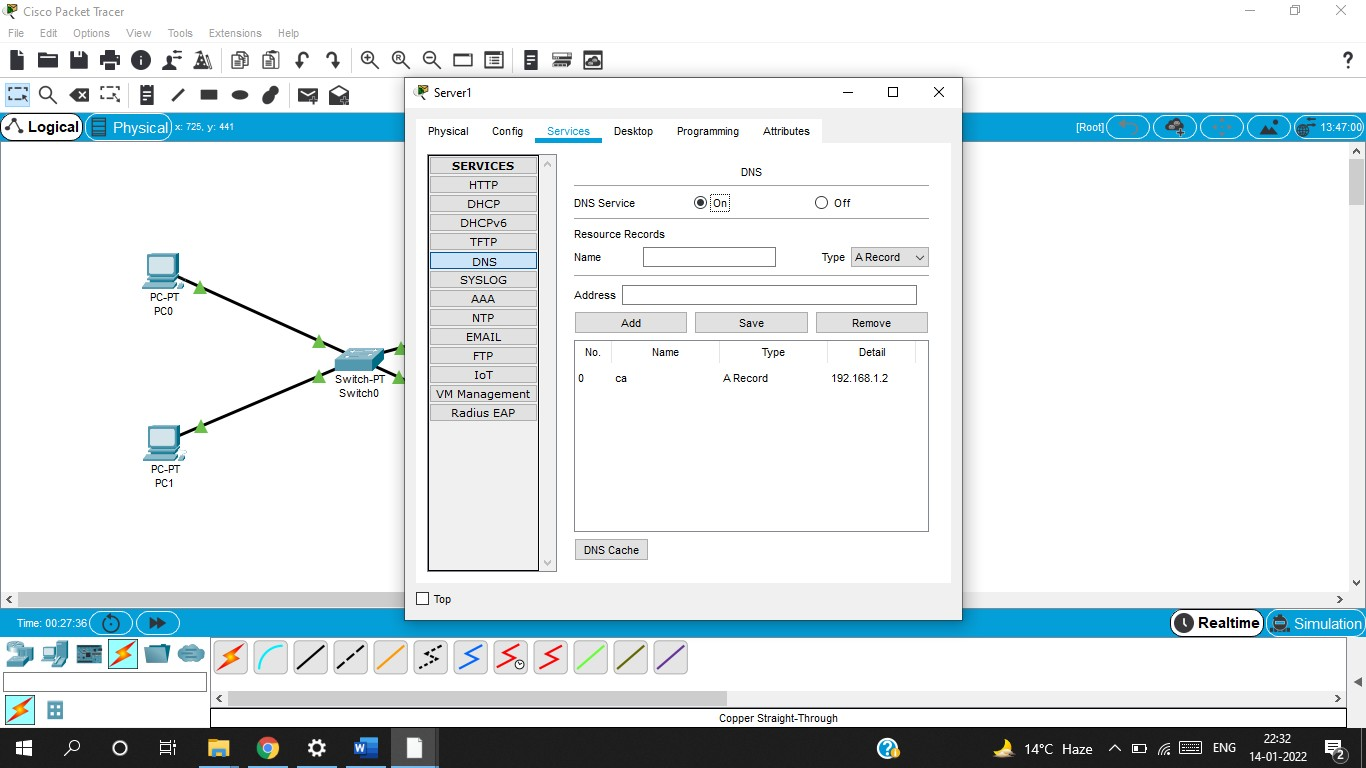 Cisco Packet Tracer
File Edit Options View Tools Extensions Help
Logical
Physical
x: 725, y: 441
[Root]
13:47:00
PC-PT
PC0
Switch-PT
Switch0
PC-PT
PC1
Server1
Physical Config Services Desktop Programming Attributes
SERVICES
HTTP
DHCP
DHCPv6
TFTP
DNS
SYSLOG
AAA
NTP
EMAIL
FTP
IoT
VM Management
Radius EAP
DNS
DNS Service On Off
Resource Records
Name Type A Record
Address
Add Save Remove
No. Name Type Detail
0 ca A Record 192.168.1.2
DNS Cache
Top
Time: 00:27:36
Realtime
Simulation
Copper Straight-Through
14°C Haze
ENG
22:32
14-01-2022
2